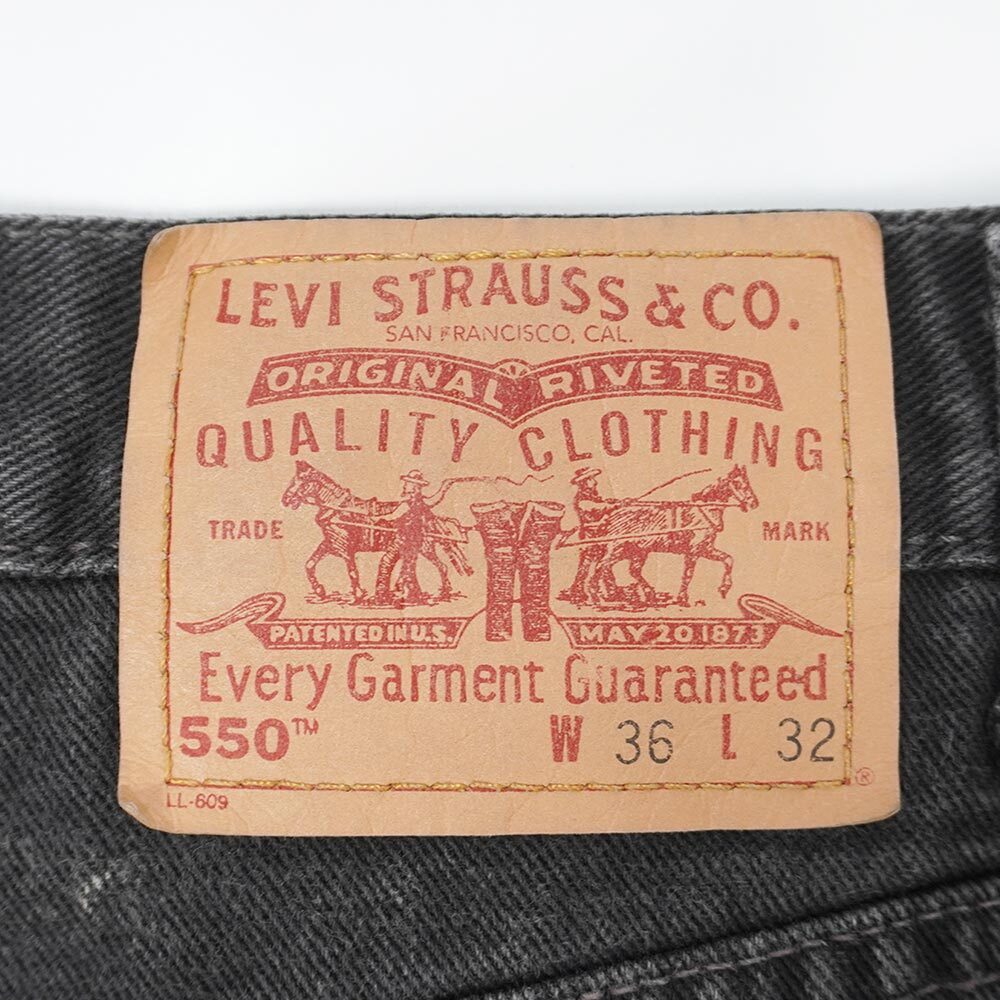 LEVI STRAUSS & CO.
SAN FRANCISCO, CAL.
ORIGINAL RIVETED
QUALITY CLOTHING
TRADE MARK
PATENTED IN U.S. MAY 20 1873
Every Garment Guaranteed
550™ W 36 L 32
LL-609 ®